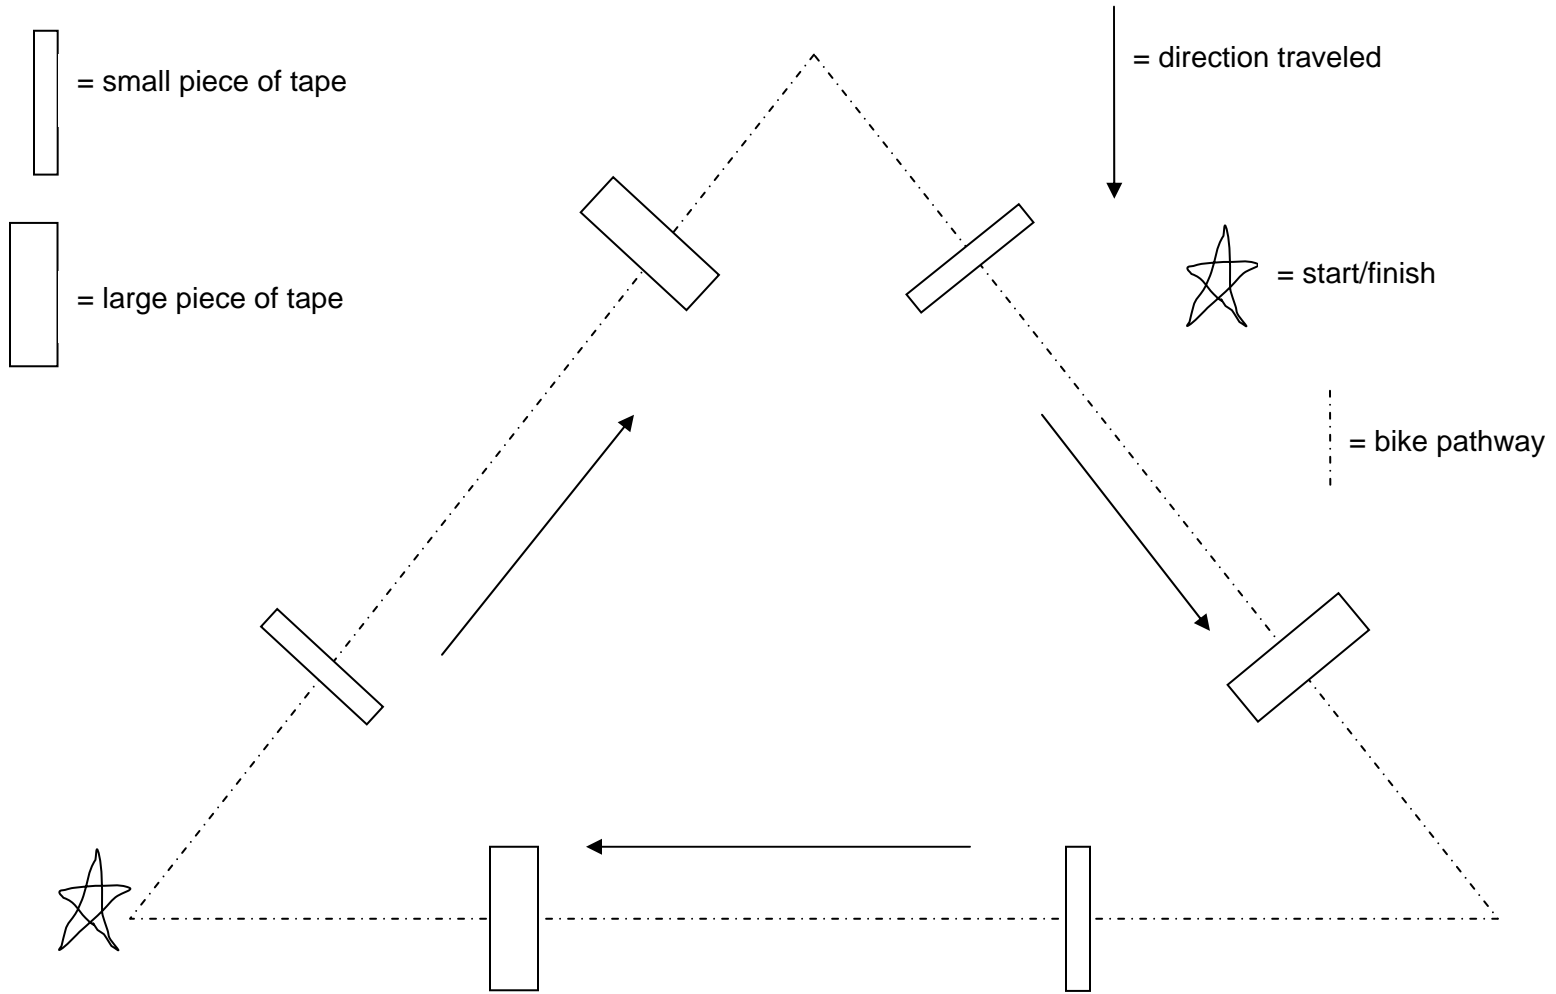 = small piece of tape
= large piece of tape
= direction traveled
= start/finish
= bike pathway